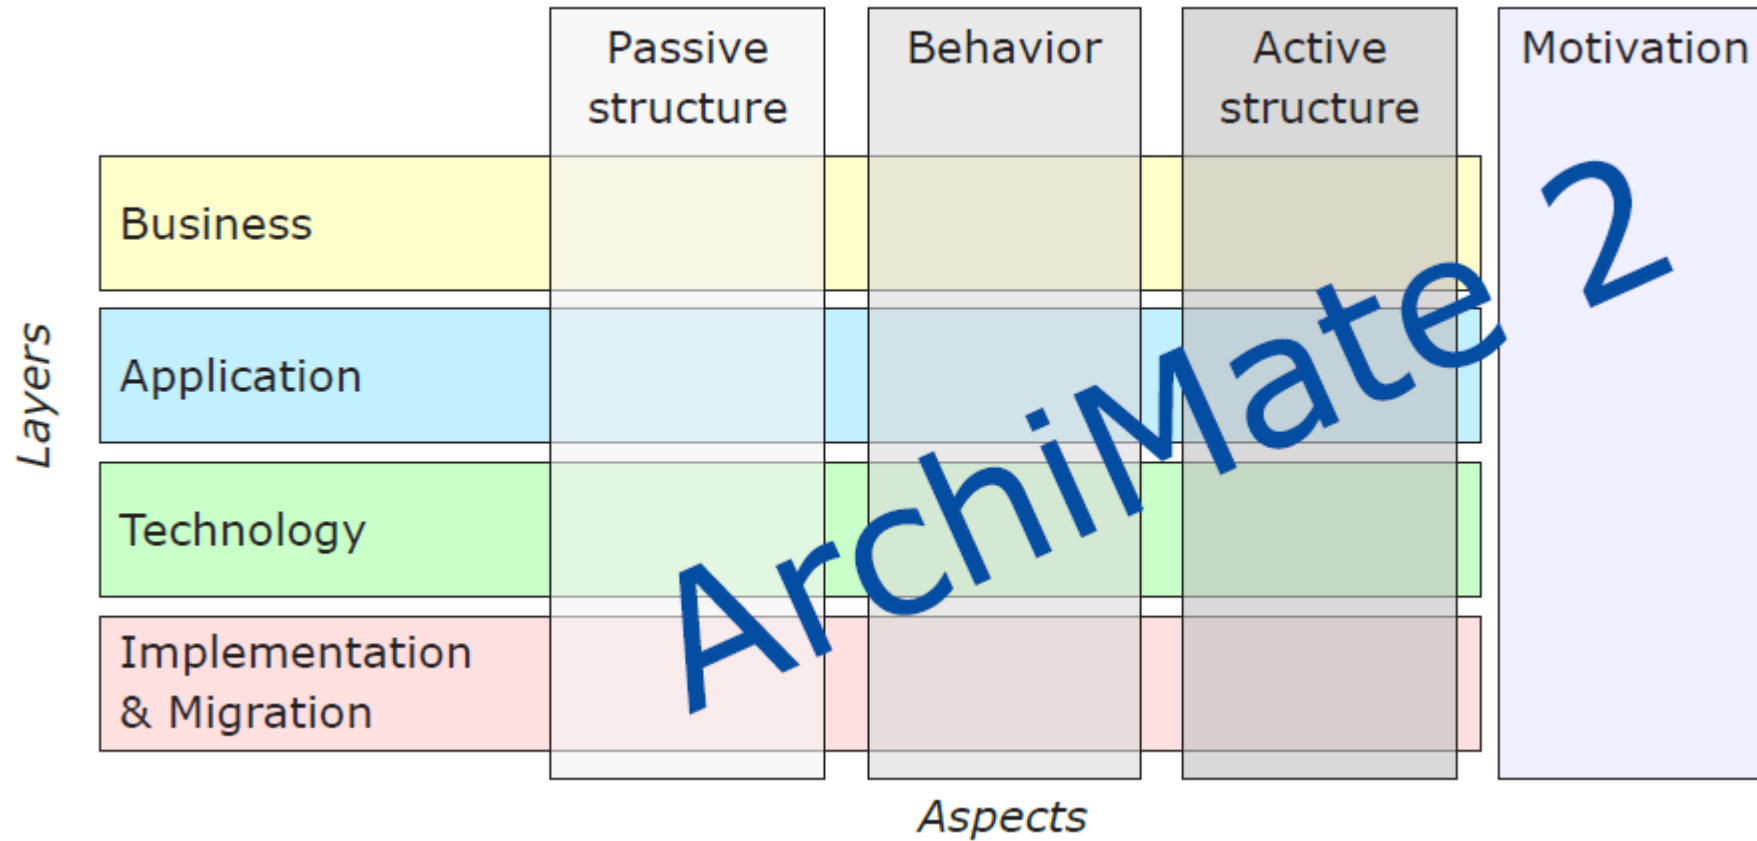 Passive
structure
Behavior
Active
structure
Motivation
Business
Application
Technology
Implementation
& Migration
Layers
Aspects
ArchiMate 2